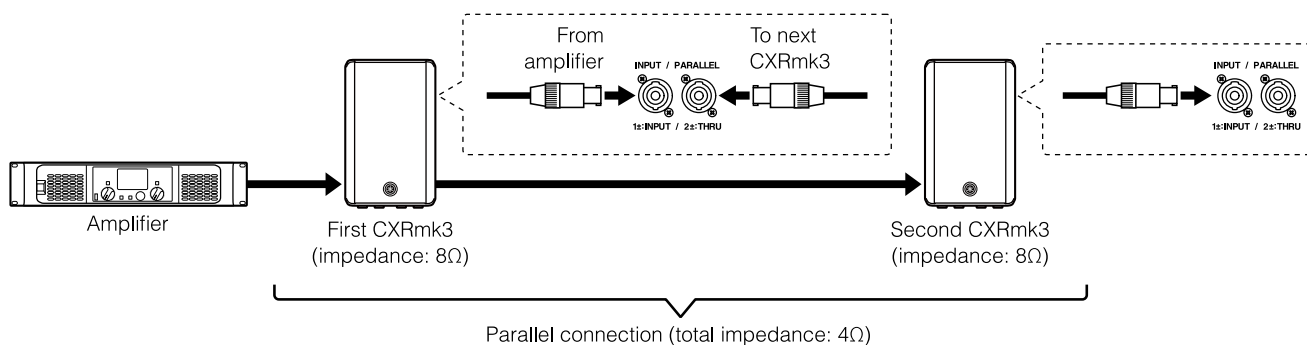 From
amplifier
To next
CXRmk3
INPUT / PARALLEL
1±:INPUT / 2±:THRU
INPUT / PARALLEL
1±:INPUT / 2±:THRU
Amplifier
First CXRmk3
(impedance: 8Ω)
Second CXRmk3
(impedance: 8Ω)
Parallel connection (total impedance: 4Ω)